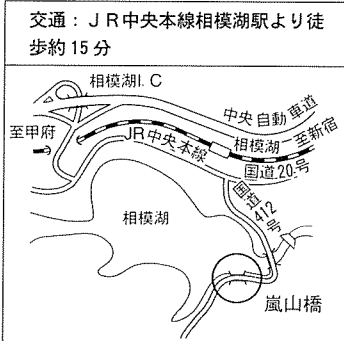 交通：ＪＲ中央本線相模湖駅より徒
歩約15分
相模湖I.C
中央自動車道
至甲府
JR中央本線
相模湖
至新宿
国道20号
国道412号
相模湖
嵐山橋